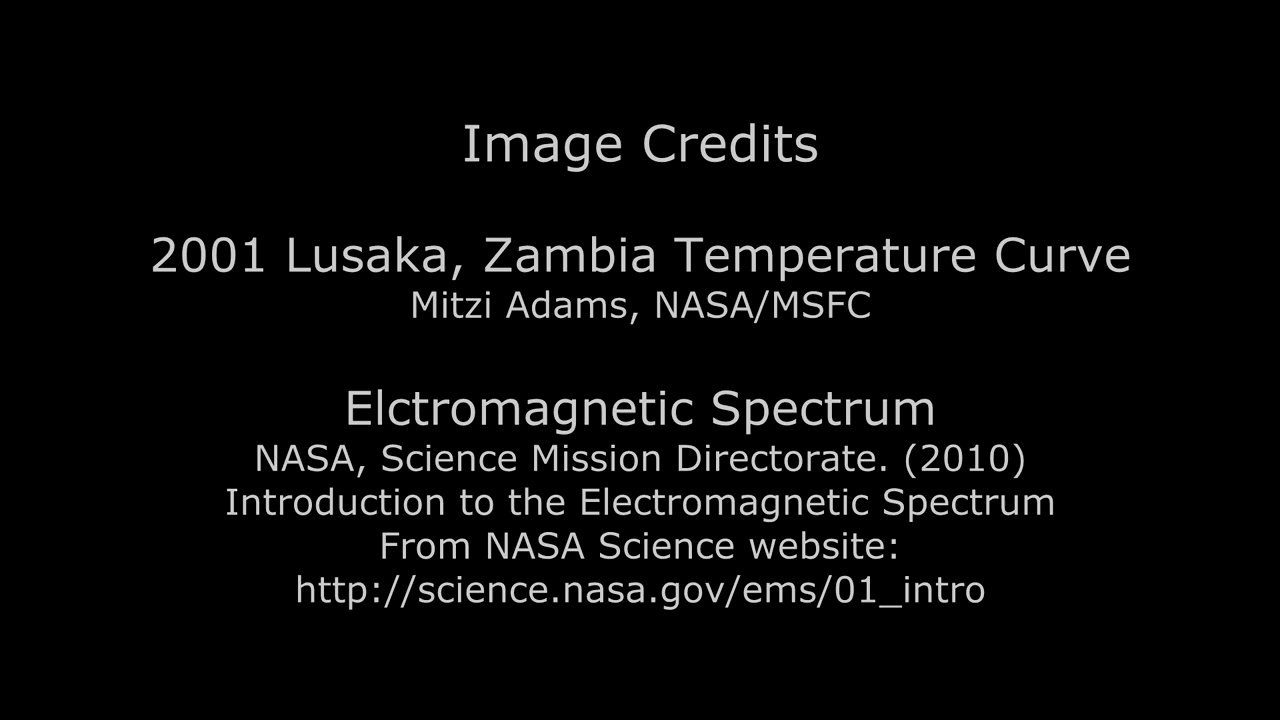 Image Credits
2001 Lusaka, Zambia Temperature Curve
Mitzi Adams, NASA/MSFC
Elctromagnetic Spectrum
NASA, Science Mission Directorate. (2010)
Introduction to the Electromagnetic Spectrum
From NASA Science website:
http://science.nasa.gov/ems/01_intro